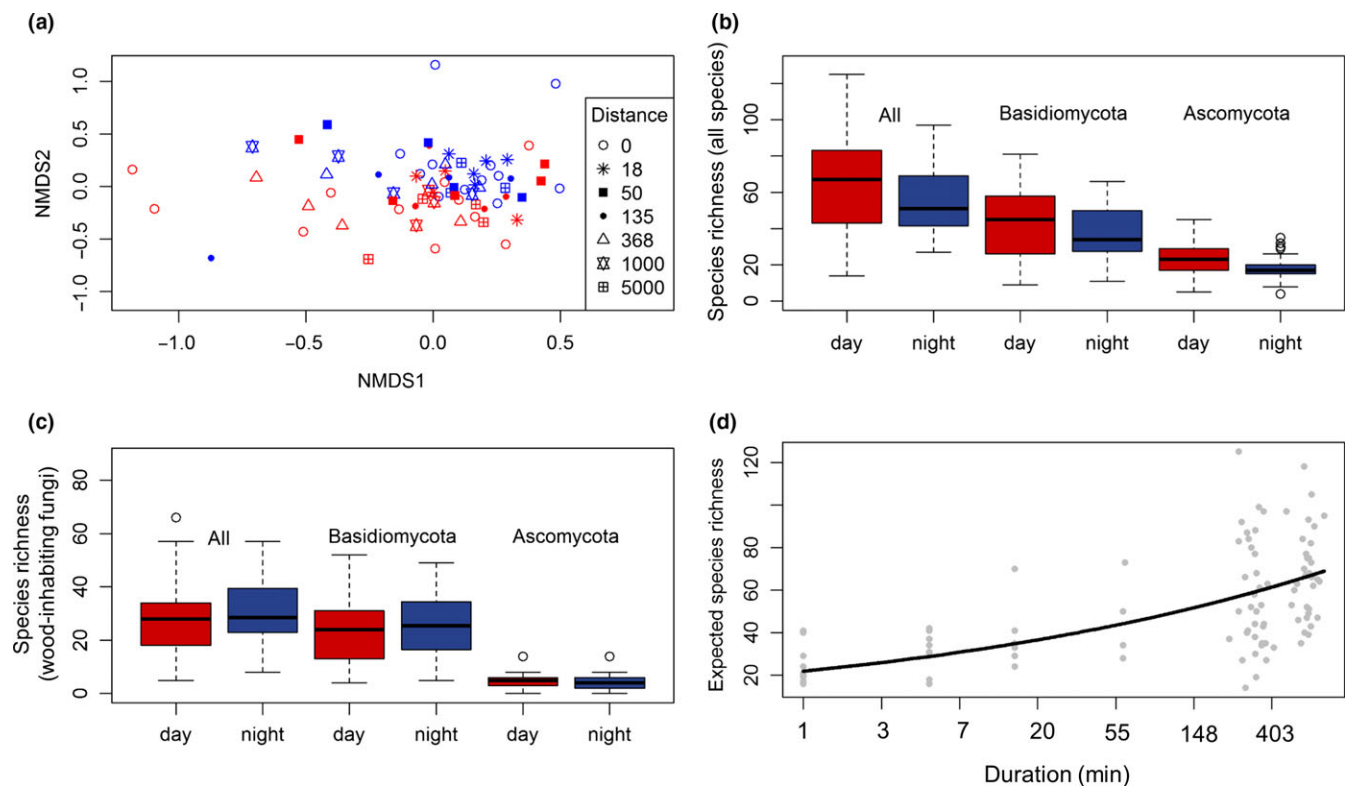 (a)
NMDS2
1.0
0.5
0.0
−0.5
−1.0
−1.0
−0.5
0.0
0.5
NMDS1
Distance
0
18
50
135
368
1000
5000
(b)
Species richness (all species)
100
60
20
0
All
Basidiomycota
Ascomycota
day
night
day
night
day
night
(c)
Species richness
(wood-inhabiting fungi)
80
60
40
20
0
All
Basidiomycota
Ascomycota
day
night
day
night
day
night
(d)
Expected species richness
120
100
80
60
40
20
1
3
7
20
55
148
403
Duration (min)